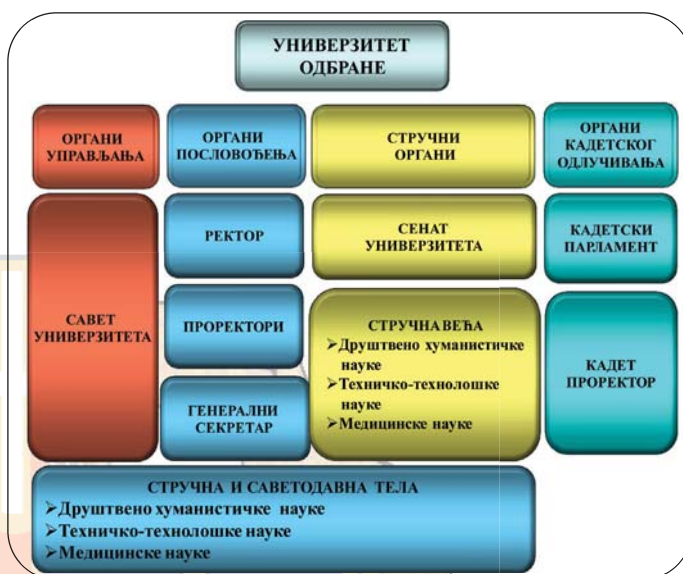 УНИВЕРЗИТЕТ
ОДБРАНЕ
ОРГАНИ
УПРАВЉАЊА
ОРГАНИ
ПОСЛОВОЂЕЊА
СТРУЧНИ
ОРГАНИ
ОРГАНИ
КАДЕТСКОГ
ОДЛУЧИВАЊА
САВЕТ
УНИВЕРЗИТЕТА
РЕКТОР
ПРОРЕКТОРИ
ГЕНЕРАЛНИ
СЕКРЕТАР
СЕНАТ
УНИВЕРЗИТЕТА
СТРУЧНА ВЕЋА
➢Друштвено хуманистичке
науке
➢Техничко-технолошке
науке
➢Медицинске науке
КАДЕТСКИ
ПАРЛАМЕНТ
КАДЕТ
ПРОРЕКТОР
СТРУЧНА И САВЕТОДАВНА ТЕЛА
➢Друштвено хуманистичке науке
➢Техничко-технолошке науке
➢Медицинске науке